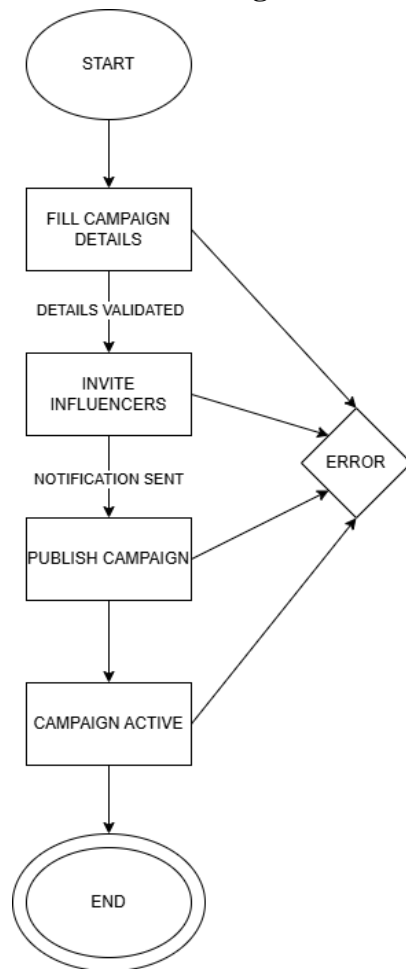 START
FILL CAMPAIGN
DETAILS
DETAILS VALIDATED
INVITE
INFLUENCERS
ERROR
NOTIFICATION SENT
PUBLISH CAMPAIGN
CAMPAIGN ACTIVE
END